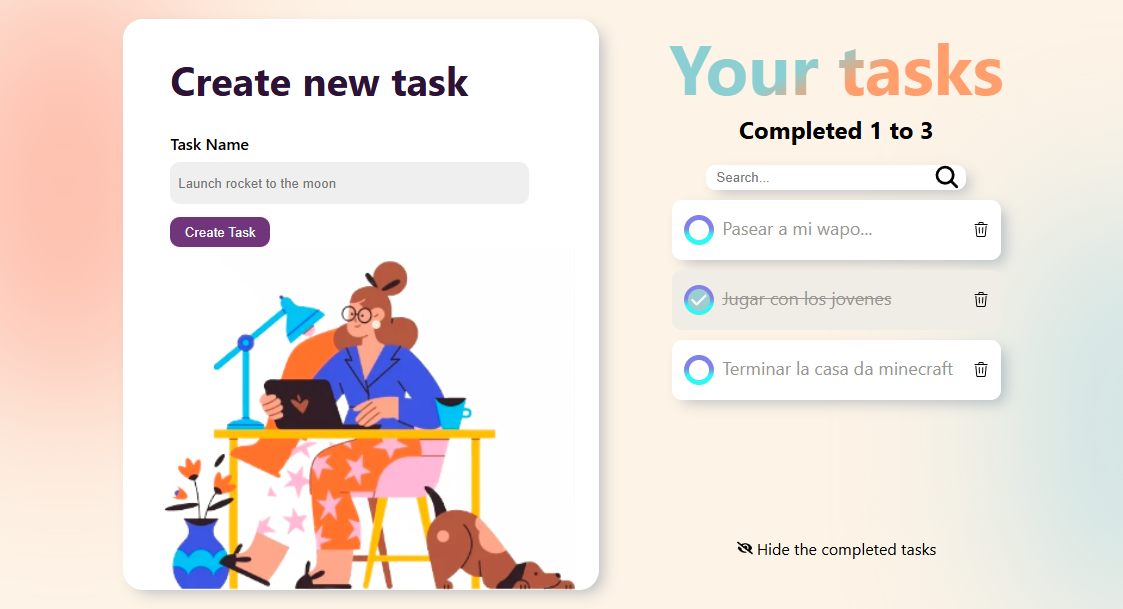 Create new task
Task Name
Launch rocket to the moon
Create Task
Your tasks
Completed 1 to 3
Search...
Pasear a mi wapo...
Jugar con los jovenes
Terminar la casa da minecraft
Hide the completed tasks